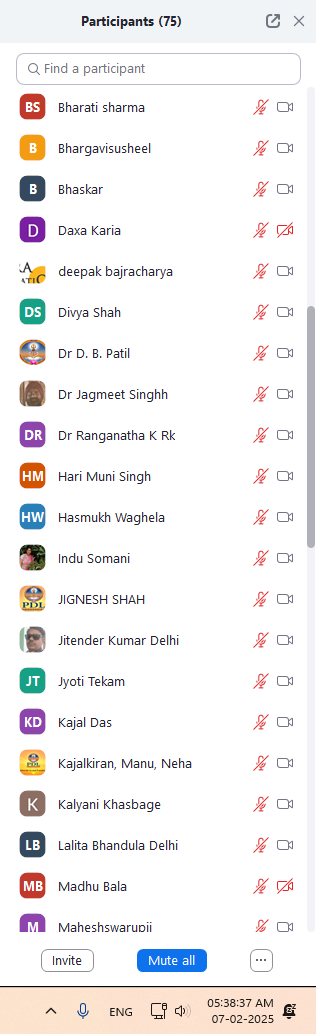 Participants (75)
Find a participant
BS Bharati sharma
B Bhargavisusheel
B Bhaskar
D Daxa Karia
deepak bajracharya
DS Divya Shah
Dr D. B. Patil
Dr Jagmeet Singhh
DR Dr Ranganatha K Rk
HM Hari Muni Singh
HW Hasmukh Waghela
Indu Somani
PDL JIGNESH SHAH
Jitender Kumar Delhi
JT Jyoti Tekam
KD Kajal Das
PDL Kajalkiran, Manu, Neha
K Kalyani Khasbage
LB Lalita Bhandula Delhi
MB Madhu Bala
M Maheshswarupji
Invite Mute all ...
ENG 05:38:37 AM
07-02-2025